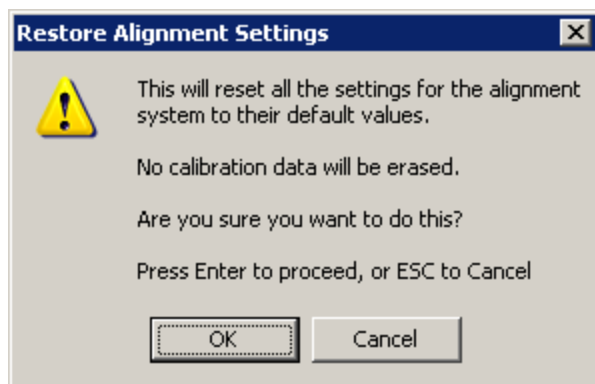 Restore Alignment Settings
This will reset all the settings for the alignment
system to their default values.
No calibration data will be erased.
Are you sure you want to do this?
Press Enter to proceed, or ESC to Cancel
OK
Cancel